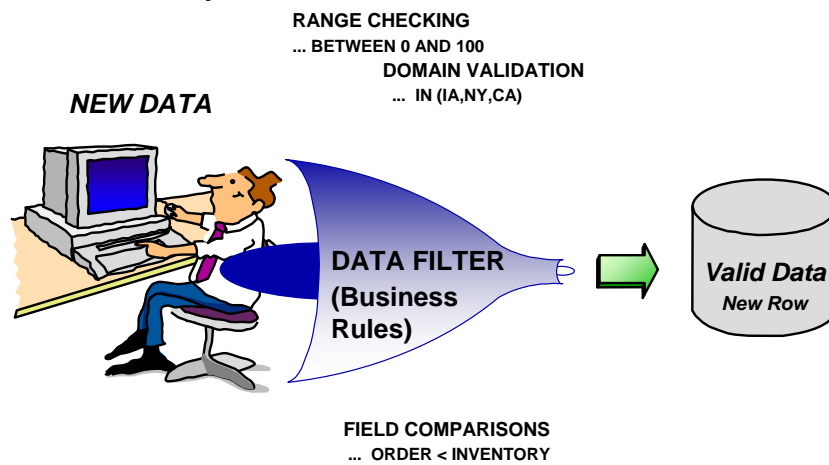 RANGE CHECKING
... BETWEEN 0 AND 100
DOMAIN VALIDATION
... IN (IA,NY,CA)
NEW DATA
DATA FILTER
(Business
Rules)
Valid Data
New Row
FIELD COMPARISONS
... ORDER < INVENTORY